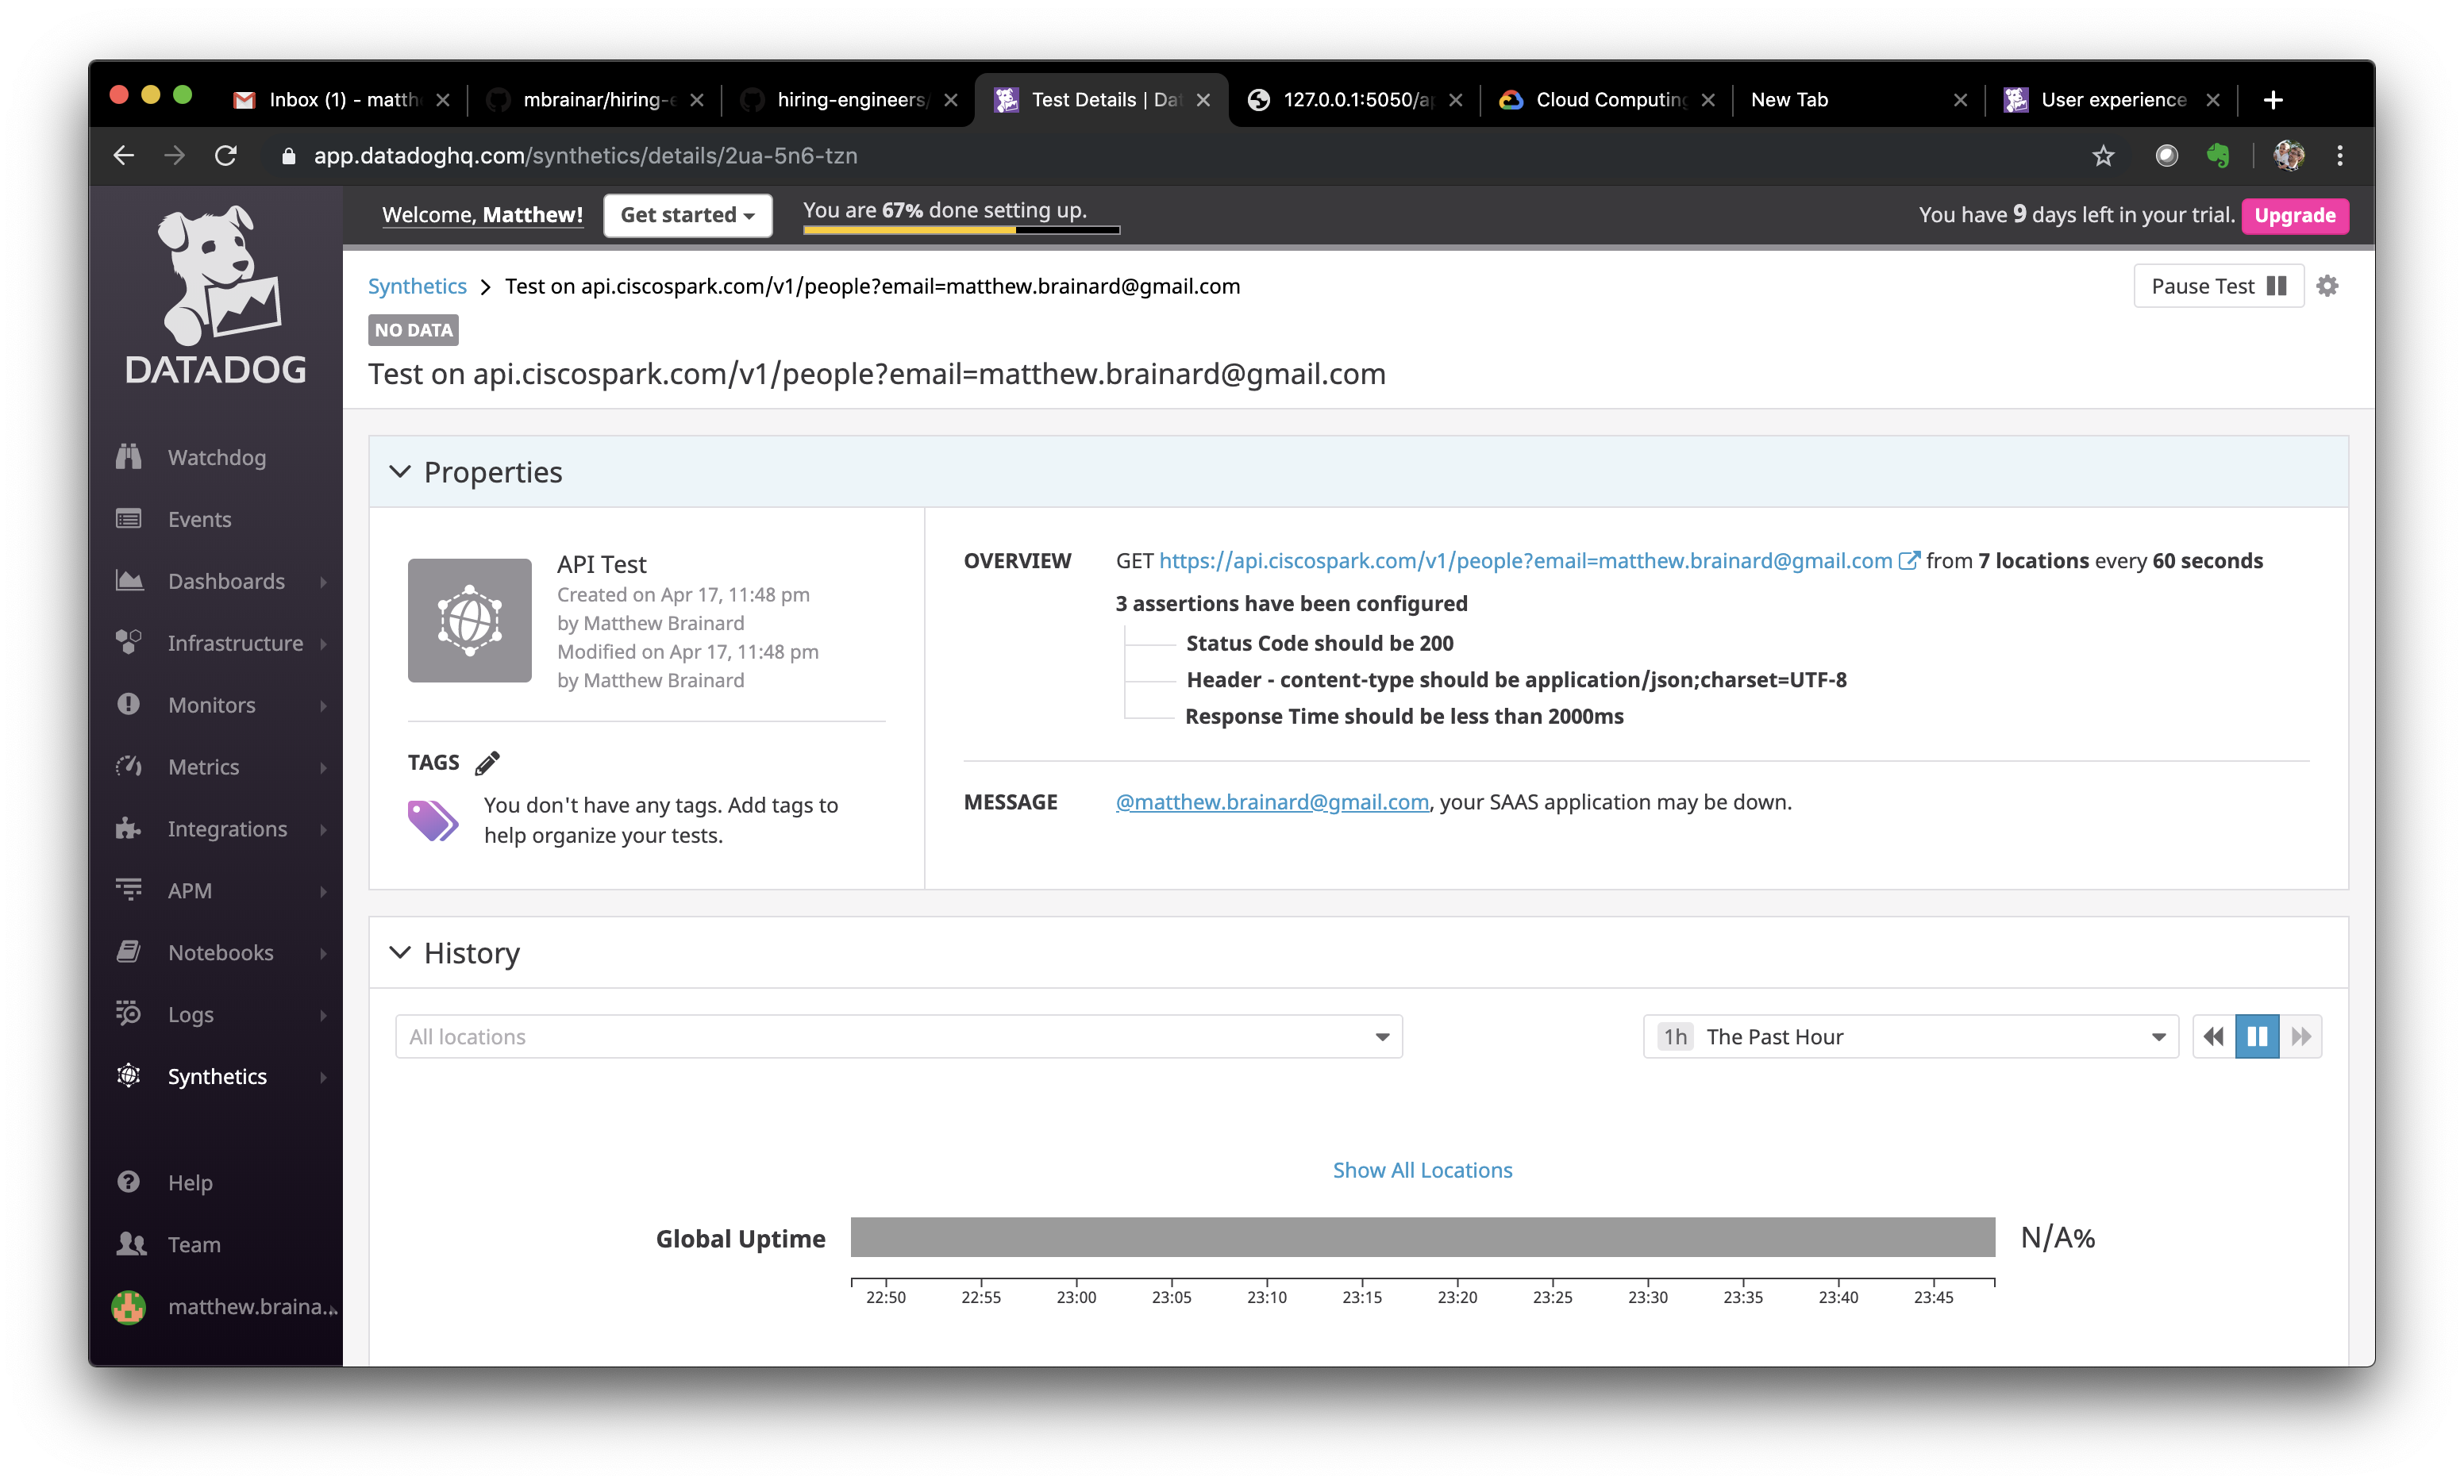 Inbox (1) - matth
mbrainar/hiring-e
hiring-engineers/
Test Details | Dat
127.0.0.1:5050/a
Cloud Computing
New Tab
User experience
app.datadoghq.com/synthetics/details/2ua-5n6-tzn
Welcome, Matthew!
Get started
You are 67% done setting up.
You have 9 days left in your trial.
Upgrade
DATADOG
Watchdog
Events
Dashboards
Infrastructure
Monitors
Metrics
Integrations
APM
Notebooks
Logs
Synthetics
Help
Team
matthew.braina...
Synthetics > Test on api.ciscospark.com/v1/people?email=matthew.brainard@gmail.com
Pause Test
NO DATA
Test on api.ciscospark.com/v1/people?email=matthew.brainard@gmail.com
Properties
API Test
Created on Apr 17, 11:48 pm
by Matthew Brainard
Modified on Apr 17, 11:48 pm
by Matthew Brainard
TAGS
You don't have any tags. Add tags to
help organize your tests.
OVERVIEW
GET https://api.ciscospark.com/v1/people?email=matthew.brainard@gmail.com from 7 locations every 60 seconds
3 assertions have been configured
Status Code should be 200
Header - content-type should be application/json;charset=UTF-8
Response Time should be less than 2000ms
MESSAGE
@matthew.brainard@gmail.com, your SAAS application may be down.
History
All locations
1h The Past Hour
Show All Locations
Global Uptime
N/A%
22:50 22:55 23:00 23:05 23:10 23:15 23:20 23:25 23:30 23:35 23:40 23:45